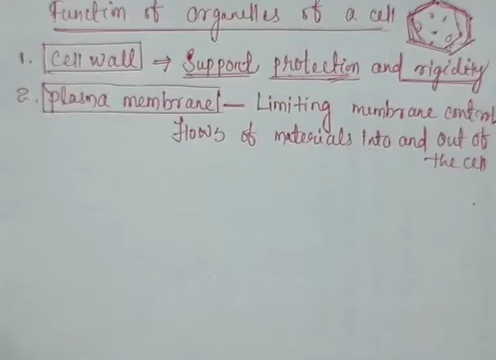 Function of organelles of a cell
1. Cell wall → Support protection and rigidity
2. Plasma membrane — Limiting membrane control
flows of materials into and out of
the cell